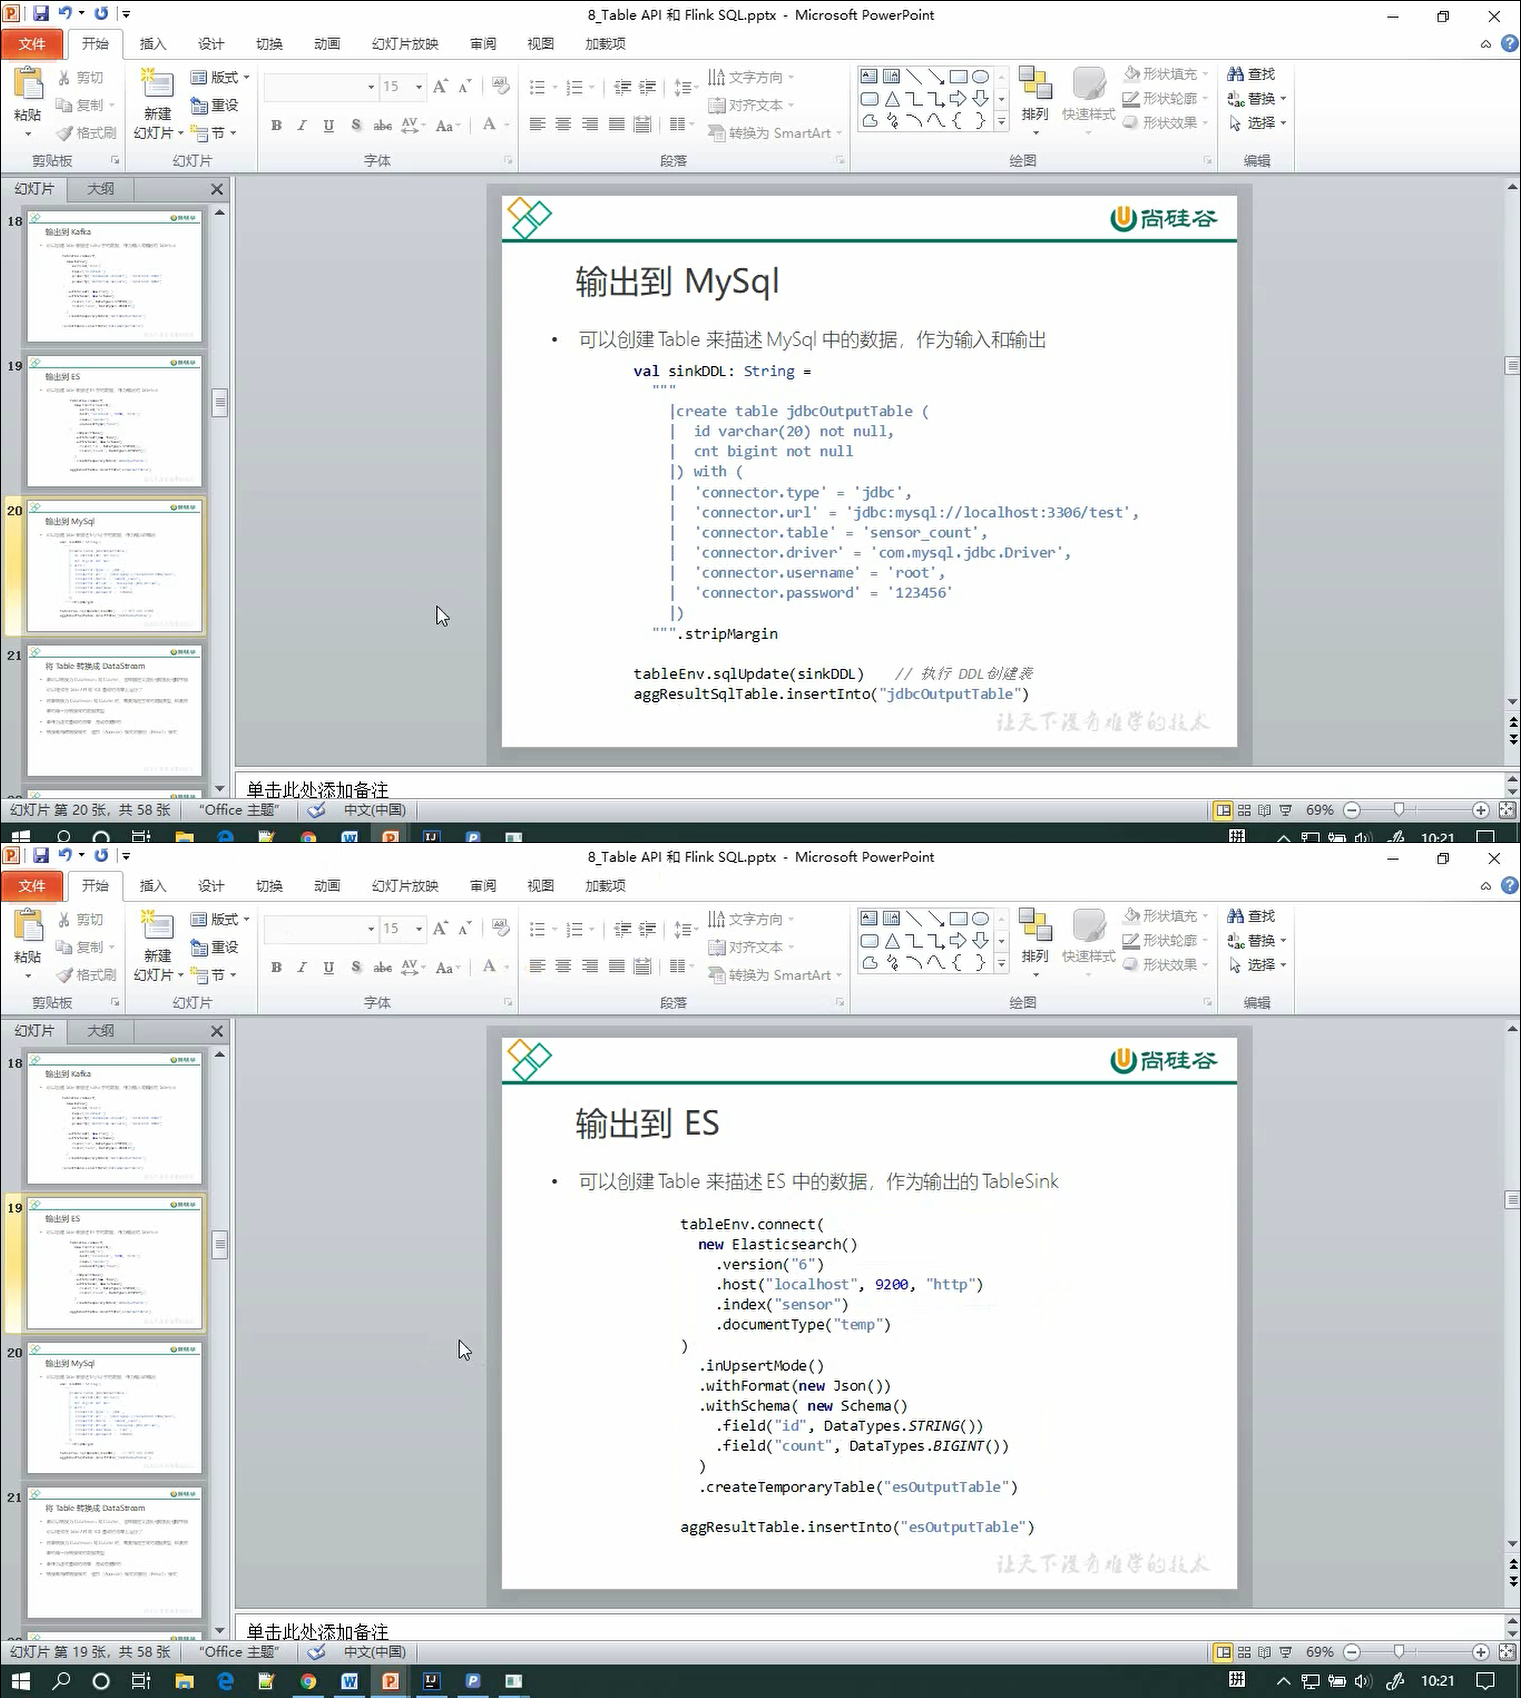 8_Table API 和 Flink SQL.pptx - Microsoft PowerPoint
文件 开始 插入 设计 切换 动画 幻灯片放映 审阅 视图 加载项
粘贴 剪切 复制 格式刷 剪贴板
新建 幻灯片 版式 重设 节 幻灯片
15 字体
文字方向 对齐文本 转换为 SmartArt 段落
排列 快速样式 形状填充 形状轮廓 形状效果 绘图
查找 替换 选择 编辑
幻灯片 大纲
18
输出到 Kafka
19
输出到 ES
20
输出到 MySql
21
将 Table 转换成 DataStream
尚硅谷
输出到 MySql
• 可以创建 Table 来描述 MySql 中的数据，作为输入和输出
val sinkDDL: String =
"""
|create table jdbcOutputTable (
| id varchar(20) not null,
| cnt bigint not null
|) with (
| 'connector.type' = 'jdbc',
| 'connector.url' = 'jdbc:mysql://localhost:3306/test',
| 'connector.table' = 'sensor_count',
| 'connector.driver' = 'com.mysql.jdbc.Driver',
| 'connector.username' = 'root',
| 'connector.password' = '123456'
|)
""".stripMargin
tableEnv.sqlUpdate(sinkDDL) // 执行 DDL创建表
aggResultSqlTable.insertInto("jdbcOutputTable")
让天下没有难学的技术
单击此处添加备注
幻灯片 第 20 张，共 58 张 "Office 主题" 中文(中国) 69%
拼 10:21
8_Table API 和 Flink SQL.pptx - Microsoft PowerPoint
文件 开始 插入 设计 切换 动画 幻灯片放映 审阅 视图 加载项
粘贴 剪切 复制 格式刷 剪贴板
新建 幻灯片 版式 重设 节 幻灯片
15 字体
文字方向 对齐文本 转换为 SmartArt 段落
排列 快速样式 形状填充 形状轮廓 形状效果 绘图
查找 替换 选择 编辑
幻灯片 大纲
18
输出到 Kafka
19
输出到 ES
20
输出到 MySql
21
将 Table 转换成 DataStream
尚硅谷
输出到 ES
• 可以创建 Table 来描述 ES 中的数据，作为输出的 TableSink
tableEnv.connect(
new Elasticsearch()
.version("6")
.host("localhost", 9200, "http")
.index("sensor")
.documentType("temp")
)
.inUpsertMode()
.withFormat(new Json())
.withSchema( new Schema()
.field("id", DataTypes.STRING())
.field("count", DataTypes.BIGINT())
)
.createTemporaryTable("esOutputTable")
aggResultTable.insertInto("esOutputTable")
让天下没有难学的技术
单击此处添加备注
幻灯片 第 19 张，共 58 张 "Office 主题" 中文(中国) 69%
拼 10:21